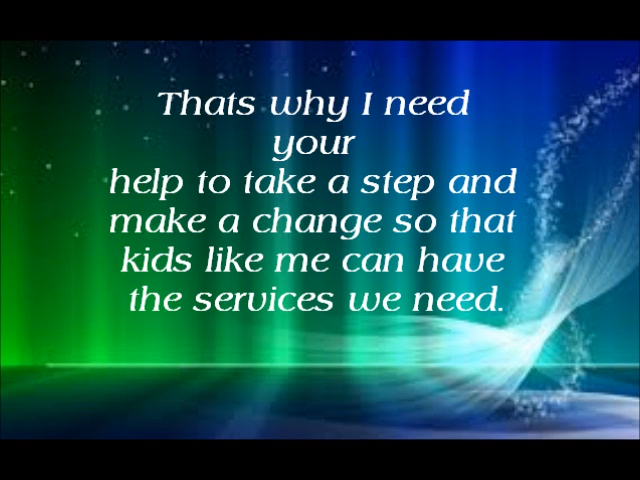 Thats why I need
your
help to take a step and
make a change so that
kids like me can have
the services we need.